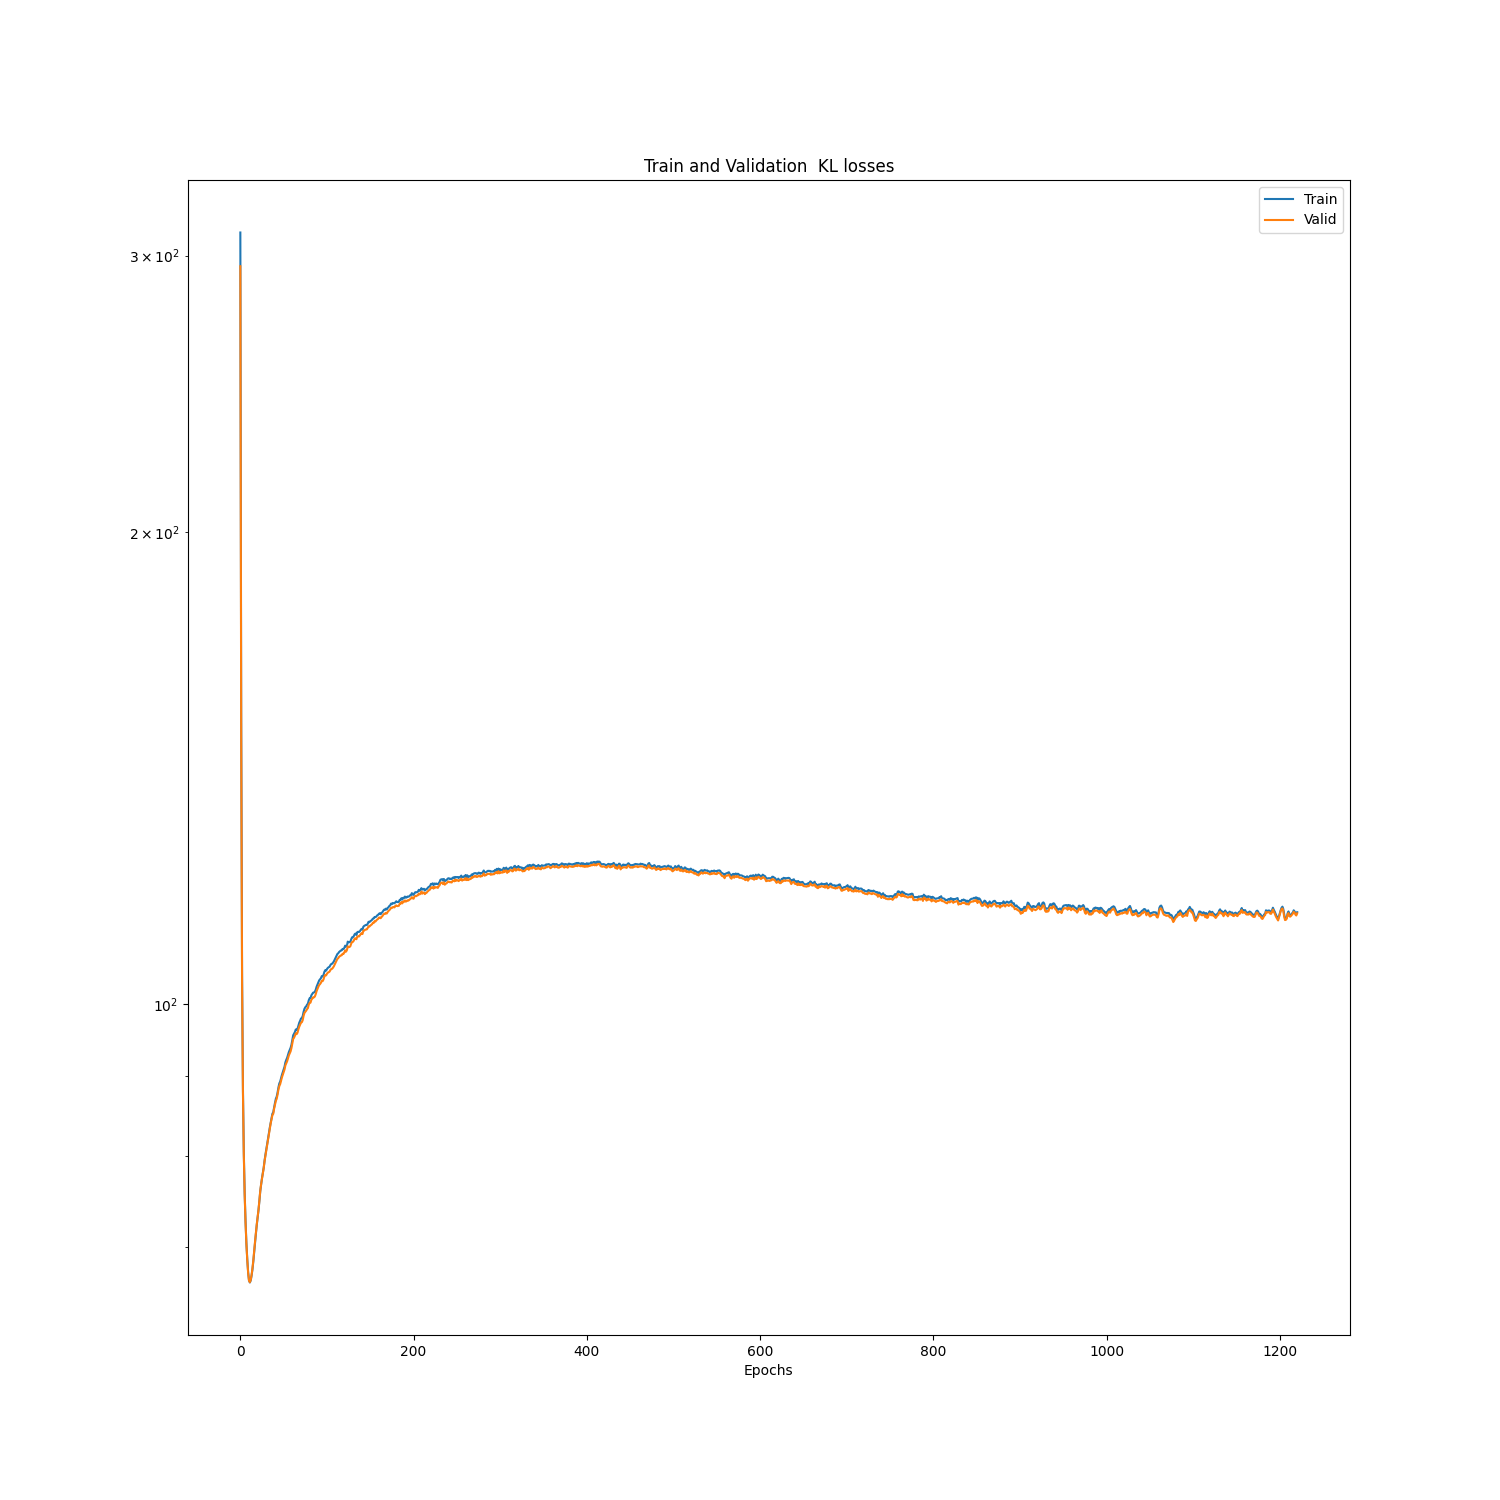 Train and Validation  KL losses
Train
Valid
3 × 10²
2 × 10²
10²
0 200 400 600 800 1000 1200
Epochs